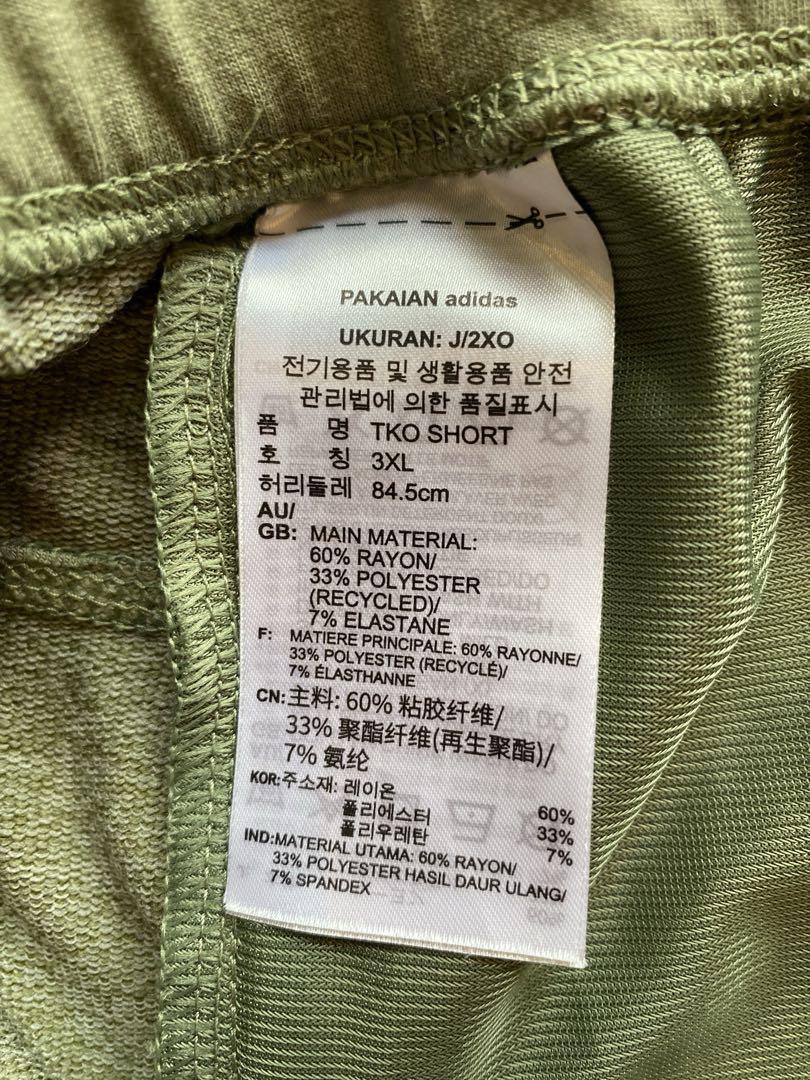 PAKAIAN adidas
UKURAN: J/2XO
전기용품 및 생활용품 안전
관리법에 의한 품질표시
품 명 TKO SHORT
호 칭 3XL
허리둘레 84.5cm
AU/
GB: MAIN MATERIAL:
60% RAYON/
33% POLYESTER
(RECYCLED)/
7% ELASTANE
F: MATIERE PRINCIPALE: 60% RAYONNE/
33% POLYESTER (RECYCLÉ)/
7% ÉLASTHANNE
CN: 主料: 60% 粘胶纤维/
33% 聚酯纤维(再生聚酯)/
7% 氨纶
KOR: 주소재: 레이온 60%
폴리에스터 33%
폴리우레탄 7%
IND: MATERIAL UTAMA: 60% RAYON/
33% POLYESTER HASIL DAUR ULANG/
7% SPANDEX